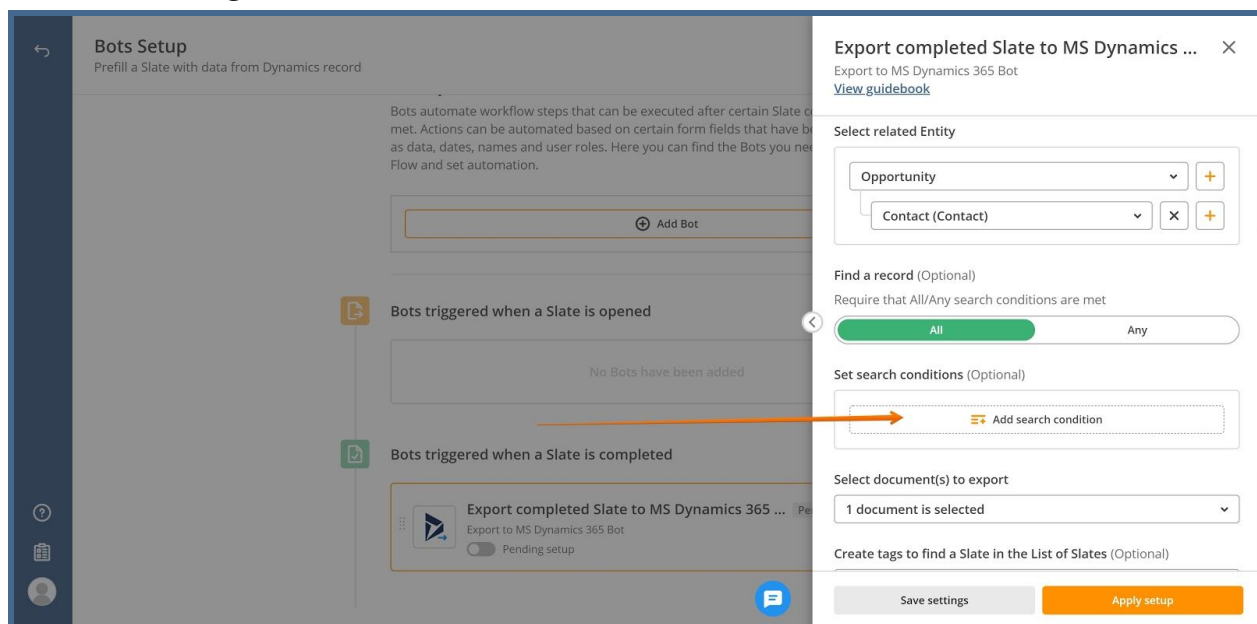 Bots Setup
Prefill a Slate with data from Dynamics record
Bots automate workflow steps that can be executed after certain Slate
met. Actions can be automated based on certain form fields that have
as data, dates, names and user roles. Here you can find the Bots you
Flow and set automation.
Add Bot
Bots triggered when a Slate is opened
No Bots have been added
Bots triggered when a Slate is completed
Export completed Slate to MS Dynamics 365 ...
Export to MS Dynamics 365 Bot
Pending setup
Export completed Slate to MS Dynamics ...
Export to MS Dynamics 365 Bot
View guidebook
Select related Entity
Opportunity
Contact (Contact)
Find a record (Optional)
Require that All/Any search conditions are met
All Any
Set search conditions (Optional)
Add search condition
Select document(s) to export
1 document is selected
Create tags to find a Slate in the List of Slates (Optional)
Save settings Apply setup